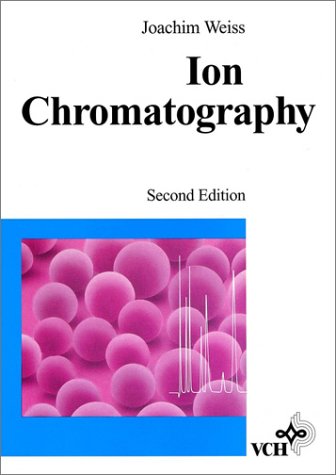 Joachim Weiss
Ion
Chromatography
Second Edition
VCH